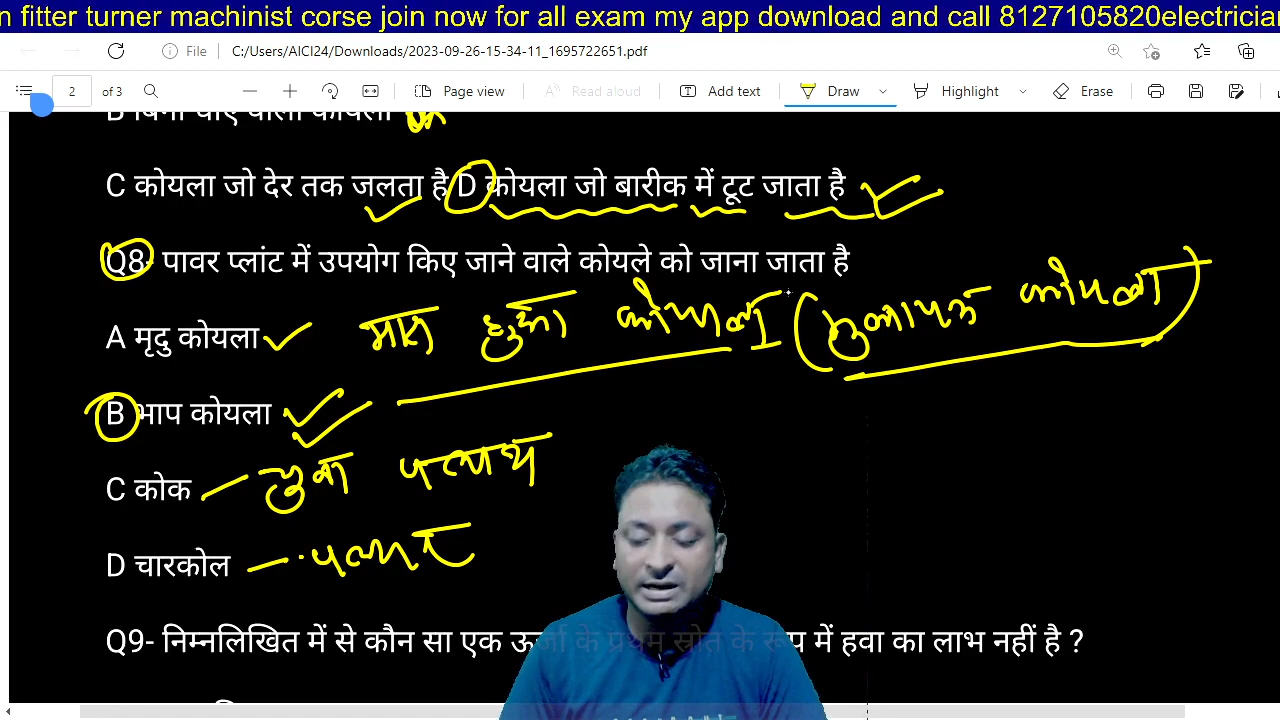 n fitter turner machinist corse join now for all exam my app download and call 8127105820electrician
File C:/Users/AICI24/Downloads/2023-09-26-15-34-11_1695722651.pdf
2 of 3 Page view Read aloud Add text Draw Highlight Erase
C कोयला जो देर तक जलता है D कोयला जो बारीक में टूट जाता है
Q8- पावर प्लांट में उपयोग किए जाने वाले कोयले को जाना जाता है
A मृदु कोयला
B भाप कोयला
C कोक
D चारकोल
Q9- निम्नलिखित में से कौन सा एक ऊर्जा के प्रथम स्रोत के रूप में हवा का लाभ नहीं है ?